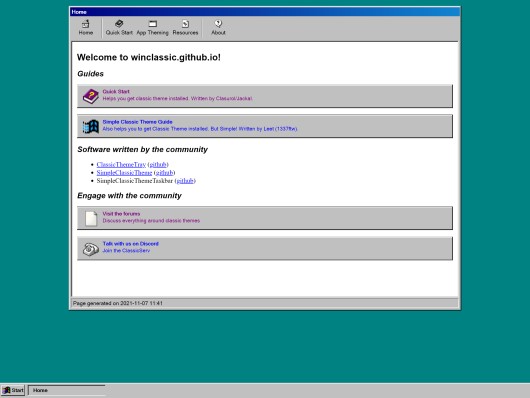 Home
Home Quick Start App Theming Resources About
Welcome to winclassic.github.io!
Guides
Quick Start
Helps you get classic theme installed. Written by Clasurol/Jackal.
Simple Classic Theme Guide
Also helps you to get Classic Theme installed. But Simple! Written by Leet (1337ftw).
Software written by the community
ClassicThemeTray (github)
SimpleClassicTheme (github)
SimpleClassicThemeTaskbar (github)
Engage with the community
Visit the forums
Discuss everything around classic themes
Talk with us on Discord
Join the ClassicServ
Page generated on 2021-11-07 11:41
Start Home